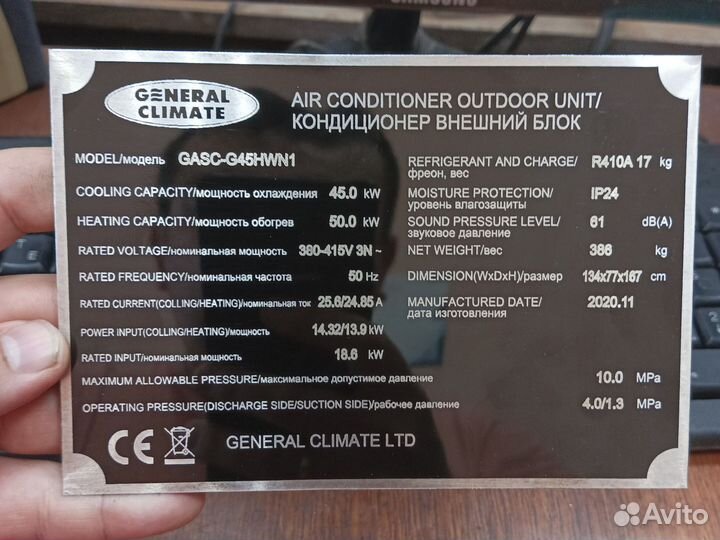 SAMSUNG
GENERAL
CLIMATE
AIR CONDITIONER OUTDOOR UNIT/
КОНДИЦИОНЕР ВНЕШНИЙ БЛОК
MODEL/модель GASC-G45HWN1
COOLING CAPACITY/мощность охлаждения 45.0 kW
HEATING CAPACITY/мощность обогрев 50.0 kW
RATED VOLTAGE/номинальная мощность 380-415V 3N ~
RATED FREQUENCY/номинальная частота 50 Hz
RATED CURRENT(COLLING/HEATING)/номинальная ток 25.6/24.85 A
POWER INPUT(COLLING/HEATING)/мощность 14.32/13.9 kW
RATED INPUT/номинальная мощность 18.6 kW
REFRIGERANT AND CHARGE/ R410A 17 kg
фреон, вес
MOISTURE PROTECTION/ IP24
уровень влагозащиты
SOUND PRESSURE LEVEL/ 61 dB(A)
звуковое давление
NET WEIGHT/вес 386 kg
DIMENSION(WxDxH)/размер 134x77x167 cm
MANUFACTURED DATE/ 2020.11
дата изготовления
MAXIMUM ALLOWABLE PRESSURE/максимальное допустимое давление 10.0 MPa
OPERATING PRESSURE(DISCHARGE SIDE/SUCTION SIDE)/рабочее давление 4.0/1.3 MPa
CE GENERAL CLIMATE LTD
Avito